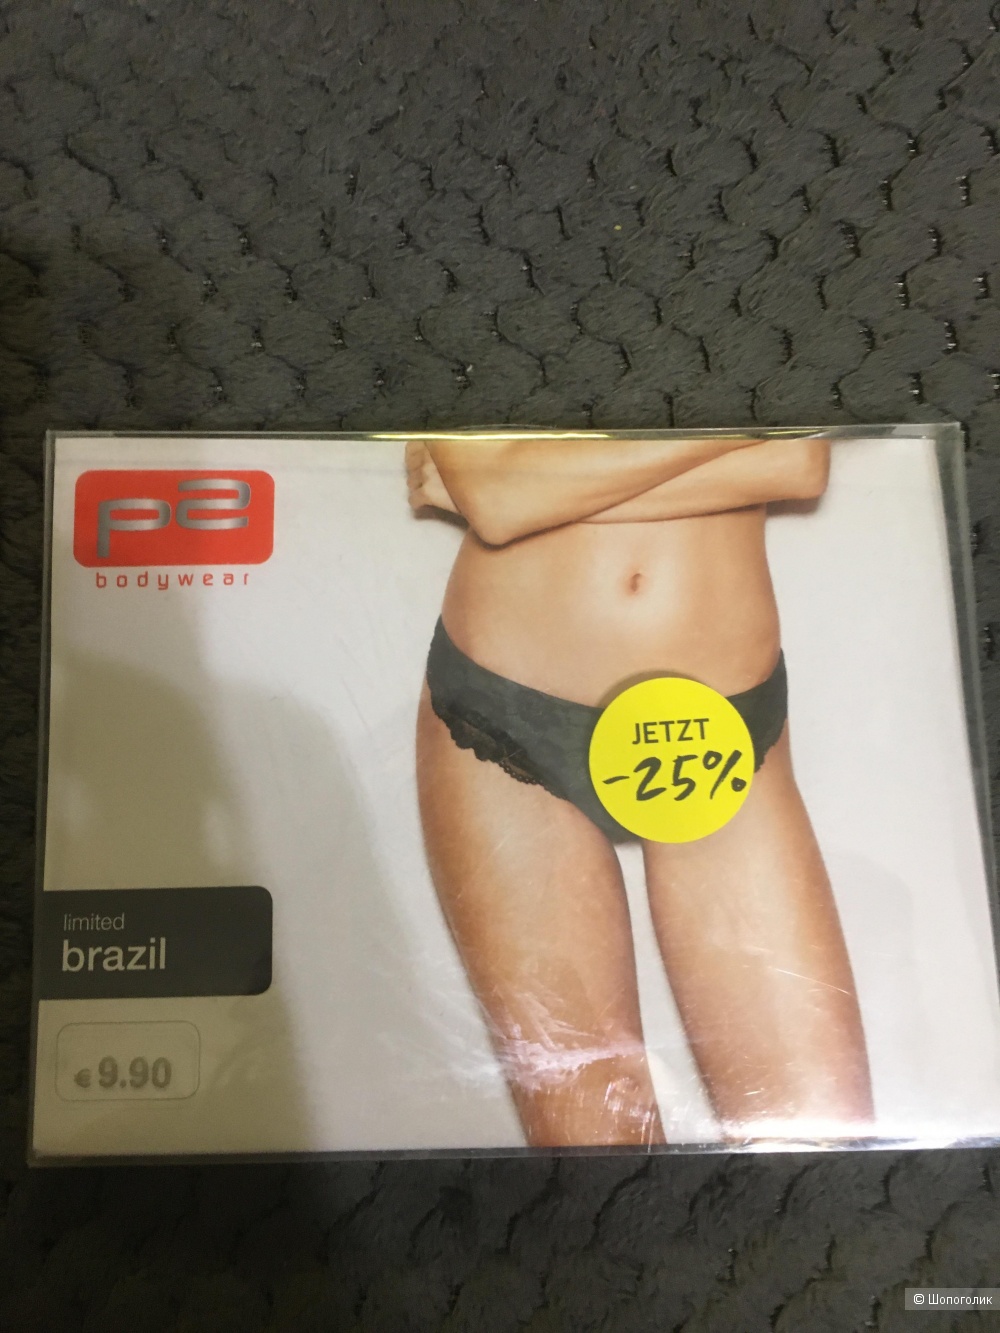 p2
bodywear
JETZT
-25%
limited
brazil
€ 9.90
© Шопоголик